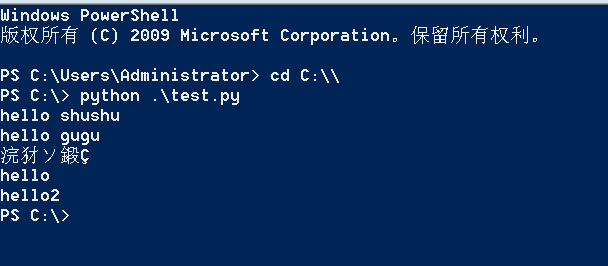 Windows PowerShell
版权所有 (C) 2009 Microsoft Corporation。保留所有权利。
PS C:\Users\Administrator> cd C:\\
PS C:\> python .\test.py
hello shushu
hello gugu
浣犲ソ鍛Ç
hello
hello2
PS C:\>